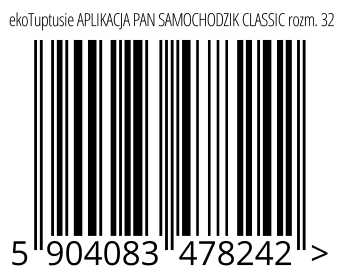 ekoTuptusie APLIKACJA PAN SAMOCHODZIK CLASSIC rozm. 32
5 904083 478242 >